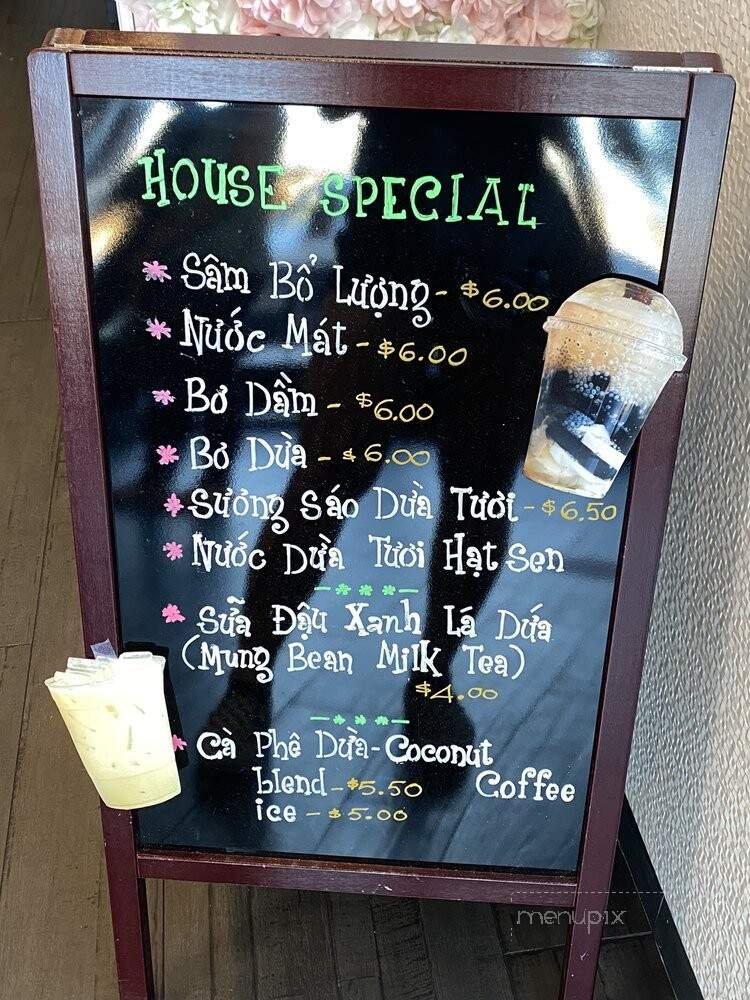 HOUSE SPECIAL
* Sâm Bổ Lượng - $6.00
* Nước Mát - $6.00
* Bơ Dầm - $6.00
* Bơ Dừa - $6.00
* Sương Sáo Dừa Tươi - $6.50
* Nước Dừa Tươi Hạt Sen
* Sữa Đậu Xanh Lá Dứa
(Mung Bean Milk Tea)
$4.00
* Cà Phê Dừa - Coconut
blend - $5.50 Coffee
ice - $5.00
menupix